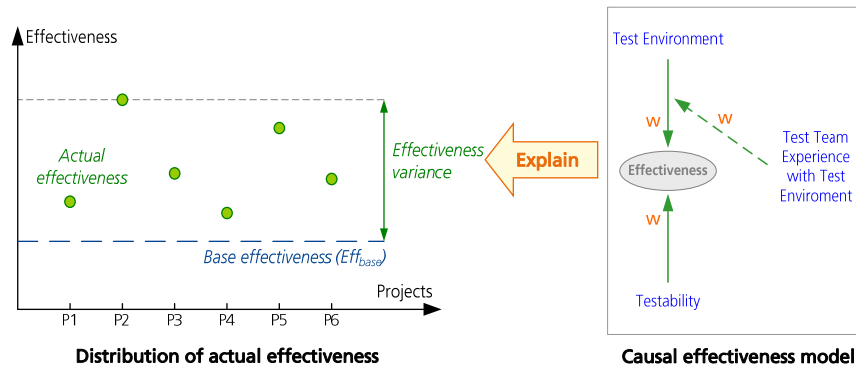 Effectiveness
Actual
effectiveness
Effectiveness
variance
Base effectiveness (Eff_base)
Projects
P1 P2 P3 P4 P5 P6
Distribution of actual effectiveness
Explain
Test Environment
W
W
Test Team
Experience
with Test
Enviroment
Effectiveness
W
Testability
Causal effectiveness model